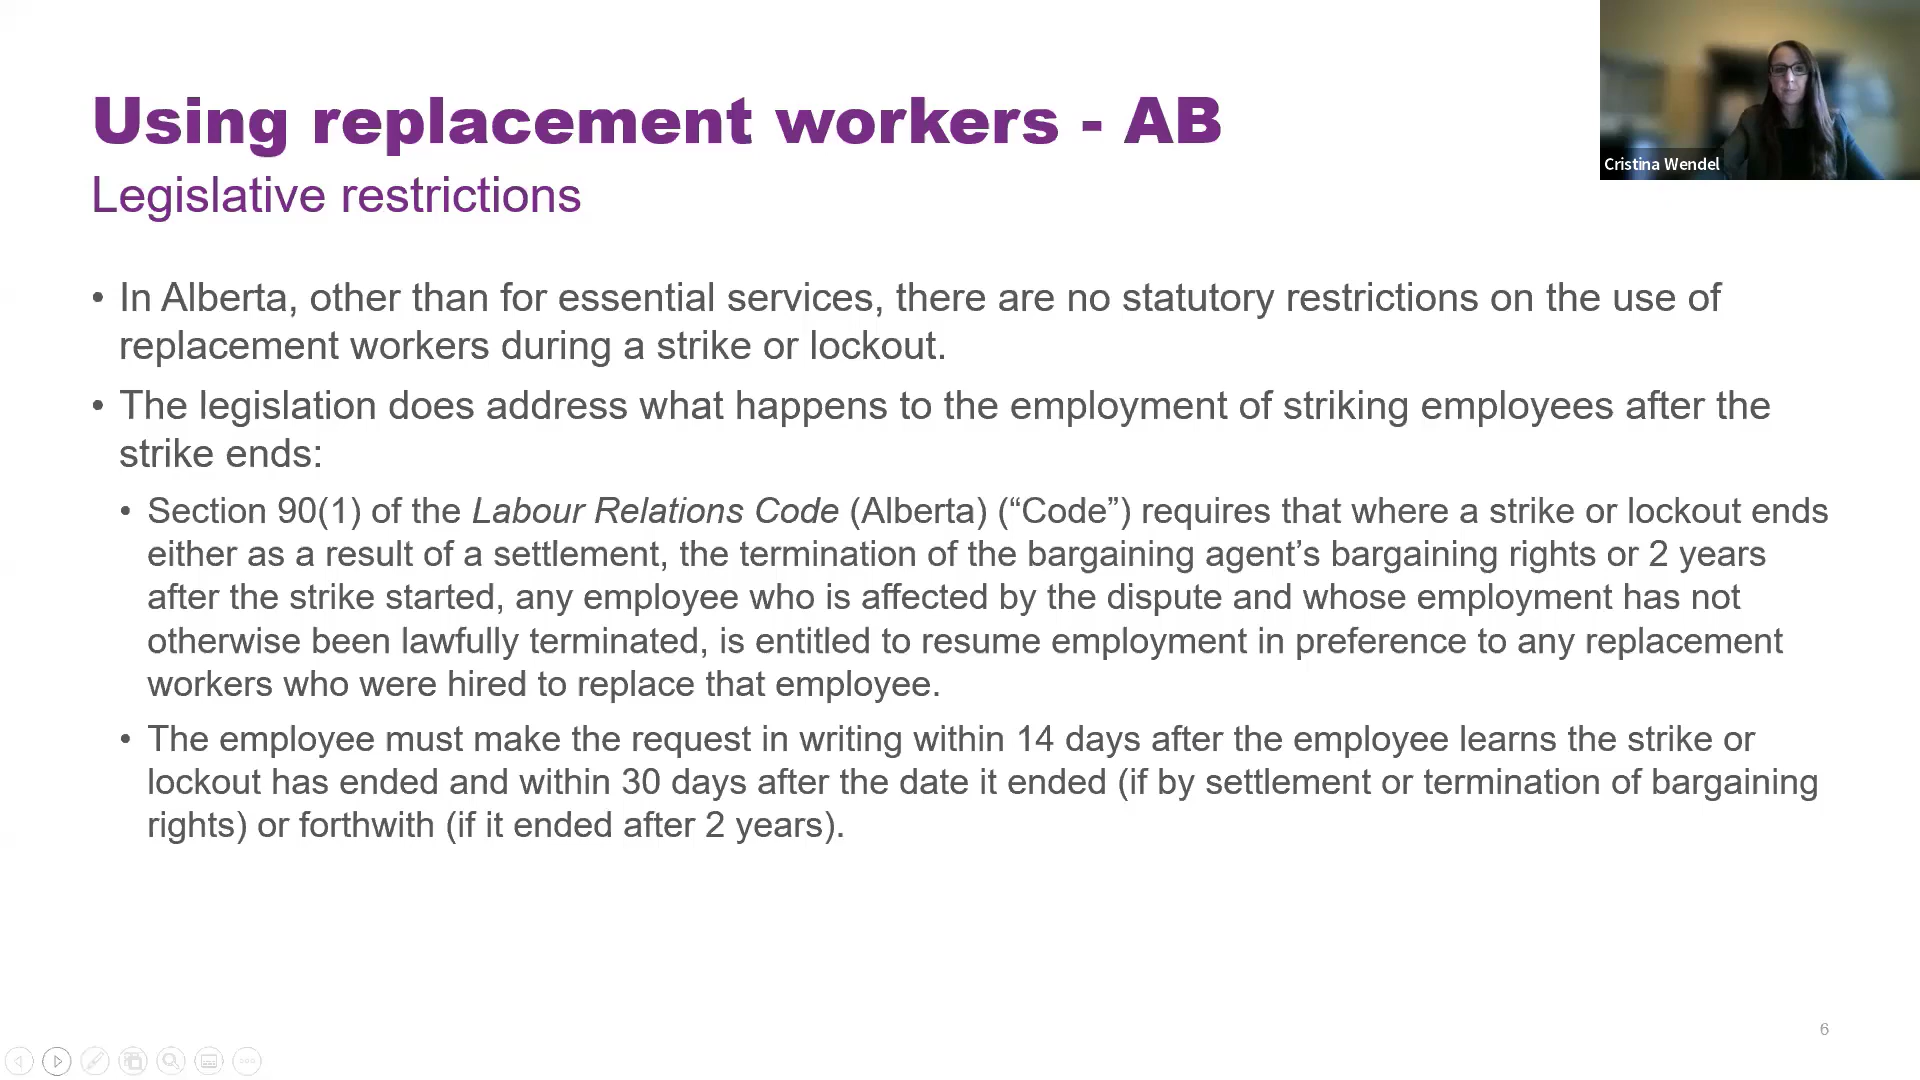 Using replacement workers - AB
Legislative restrictions
Cristina Wendel
• In Alberta, other than for essential services, there are no statutory restrictions on the use of
replacement workers during a strike or lockout.
• The legislation does address what happens to the employment of striking employees after the
strike ends:
• Section 90(1) of the Labour Relations Code (Alberta) (“Code”) requires that where a strike or lockout ends
either as a result of a settlement, the termination of the bargaining agent’s bargaining rights or 2 years
after the strike started, any employee who is affected by the dispute and whose employment has not
otherwise been lawfully terminated, is entitled to resume employment in preference to any replacement
workers who were hired to replace that employee.
• The employee must make the request in writing within 14 days after the employee learns the strike or
lockout has ended and within 30 days after the date it ended (if by settlement or termination of bargaining
rights) or forthwith (if it ended after 2 years).
6